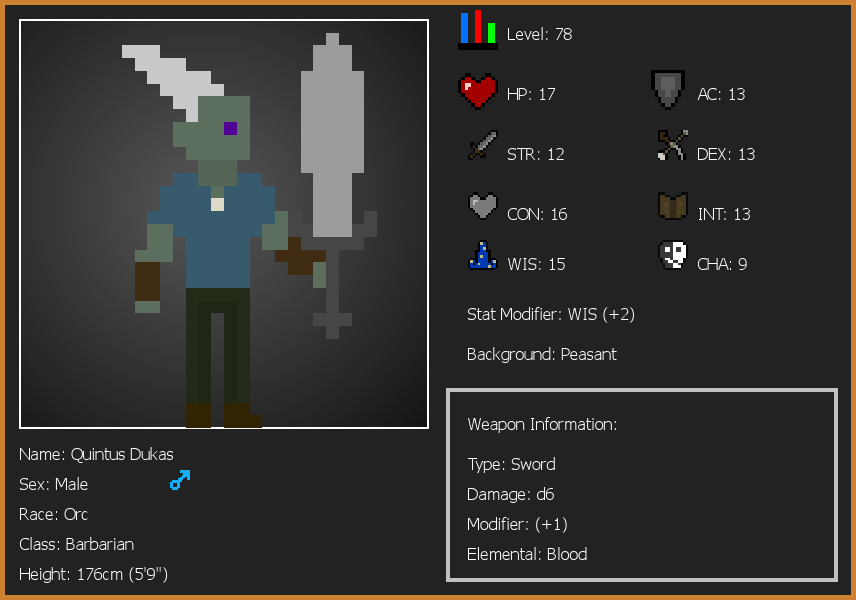 Level: 78
HP: 17
AC: 13
STR: 12
DEX: 13
CON: 16
INT: 13
WIS: 15
CHA: 9
Stat Modifier: WIS (+2)
Background: Peasant
Weapon Information:
Type: Sword
Damage: d6
Modifier: (+1)
Elemental: Blood
Name: Quintus Dukas
Sex: Male
Race: Orc
Class: Barbarian
Height: 176cm (5'9")